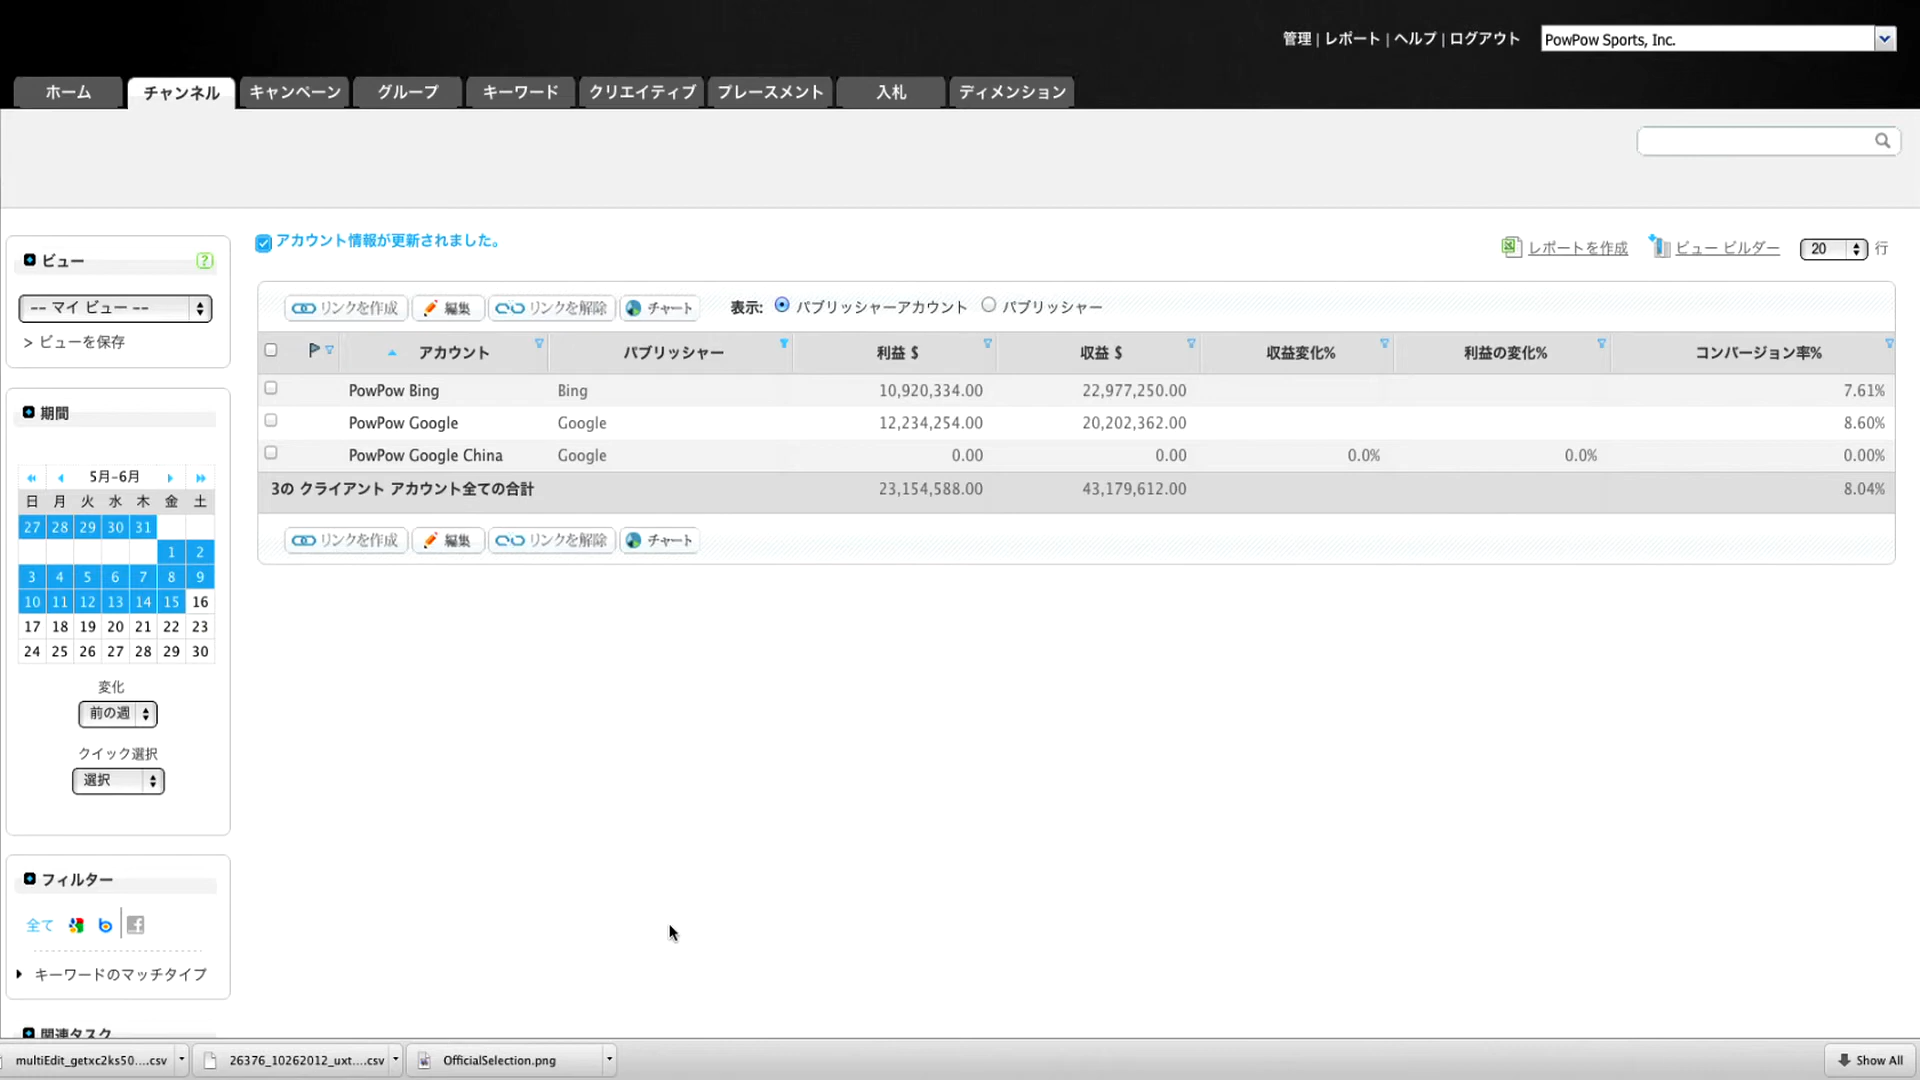 管理 | レポート | ヘルプ | ログアウト PowPow Sports, Inc.
ホーム チャンネル キャンペーン グループ キーワード クリエイティブ プレースメント 入札 ディメンション
アカウント情報が更新されました。
レポートを作成 ビュー ビルダー 20 行
ビュー ?
-- マイ ビュー --
> ビューを保存
リンクを作成 編集 リンクを解除 チャート 表示: パブリッシャーアカウント パブリッシャー
アカウント パブリッシャー 利益 $ 収益 $ 収益変化% 利益の変化% コンバージョン率%
PowPow Bing Bing 10,920,334.00 22,977,250.00 7.61%
PowPow Google Google 12,234,254.00 20,202,362.00 8.60%
PowPow Google China Google 0.00 0.00 0.0% 0.0% 0.00%
3の クライアント アカウント全ての合計 23,154,588.00 43,179,612.00 8.04%
リンクを作成 編集 リンクを解除 チャート
期間
5月-6月
日 月 火 水 木 金 土
27 28 29 30 31
1 2
3 4 5 6 7 8 9
10 11 12 13 14 15 16
17 18 19 20 21 22 23
24 25 26 27 28 29 30
変化
前の週
クイック選択
選択
フィルター
全て
キーワードのマッチタイプ
関連タスク
multiEdit_getxc2ks50....csv 26376_10262012_uxt....csv OfficialSelection.png Show All